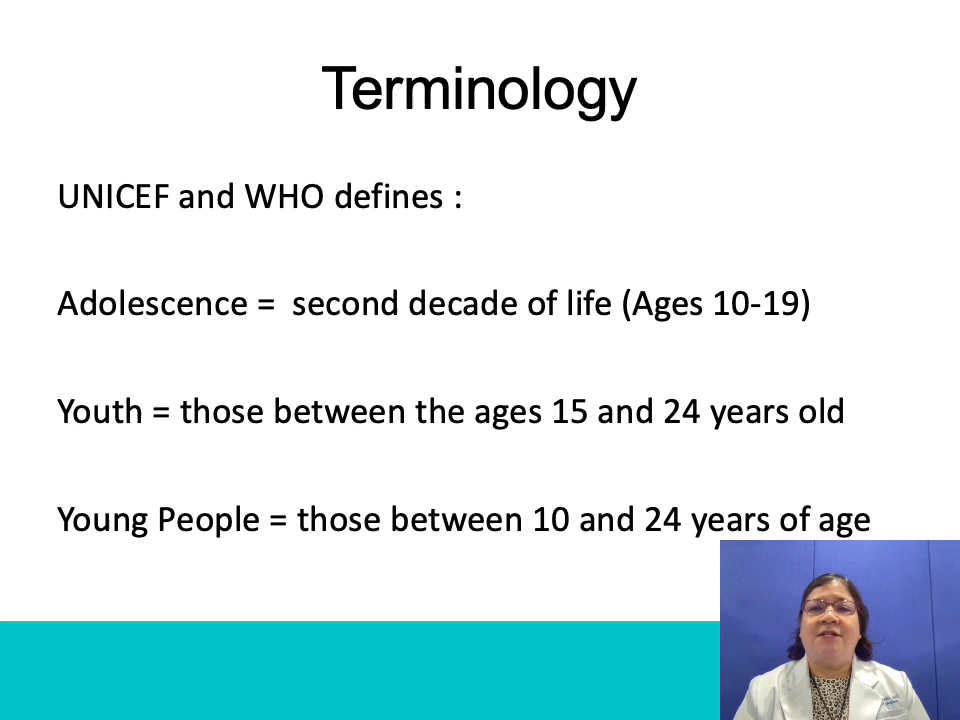 Terminology
UNICEF and WHO defines :
Adolescence =  second decade of life (Ages 10-19)
Youth = those between the ages 15 and 24 years old
Young People = those between 10 and 24 years of age